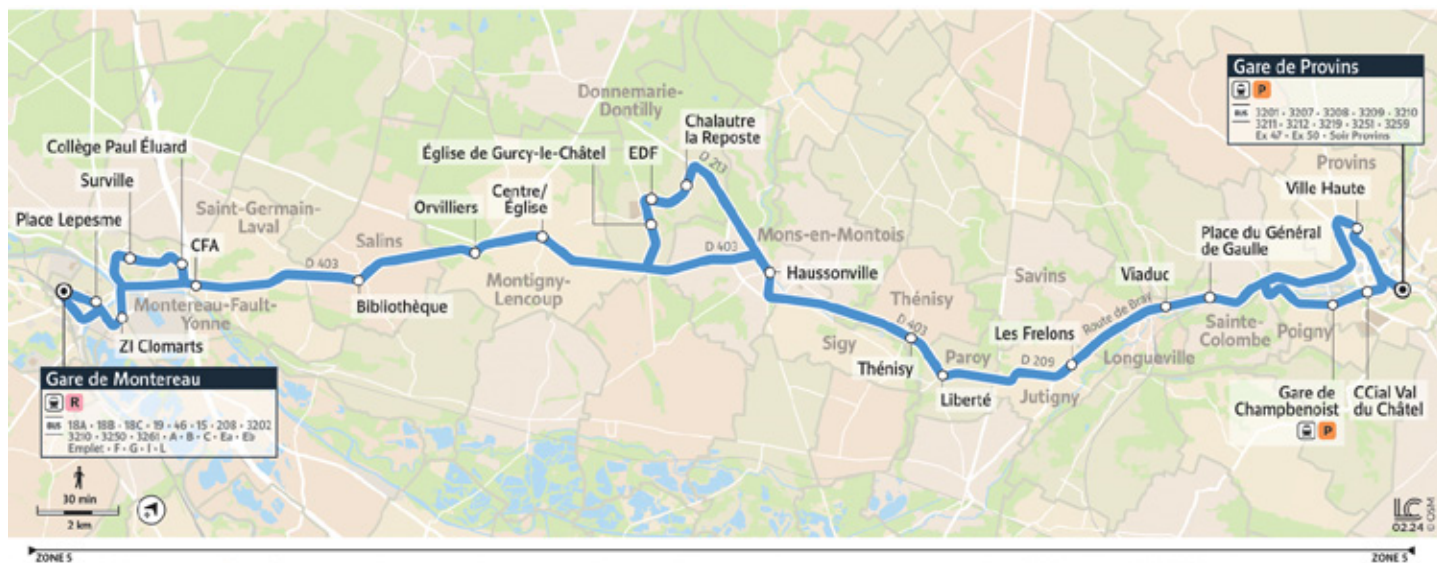 Donnemarie-
Dontilly
Gare de Provins
P
BUS 3201 • 3207 • 3208 • 3209 • 3210
3211 • 3212 • 3219 • 3251 • 3259
Ex 47 • Ex 50 • Soir Provins
Collège Paul Éluard
Surville
Place Lepesme
Saint-Germain-
Laval
CFA
Salins
D 403
Montereau-Fault-
Yonne
ZI Clomarts
Bibliothèque
Orvilliers
Centre/
Église
Montigny-
Lencoup
Église de Gurcy-le-Châtel
EDF
Chalautre
la Reposte
D 213
D 403
Mons-en-Montois
Haussonville
Thénisy
D 403
Sigy
Thénisy
Paroy
Liberté
D 209
Jutigny
Savins
Les Frelons
Route de Bray
Longueville
Viaduc
Place du Général
de Gaulle
Sainte-
Colombe
Poigny
Provins
Ville Haute
Gare de
Champbenoist
P
CCial Val
du Châtel
Gare de Montereau
R
BUS 18A • 18B • 18C • 19 • 46 • 15 • 208 • 3202
3210 • 3250 • 3261 • A • B • C • Ea • Eb
Emplet • F • G • I • L
30 min
2 km
LC
02.24
© OSM
ZONE 5
ZONE 5